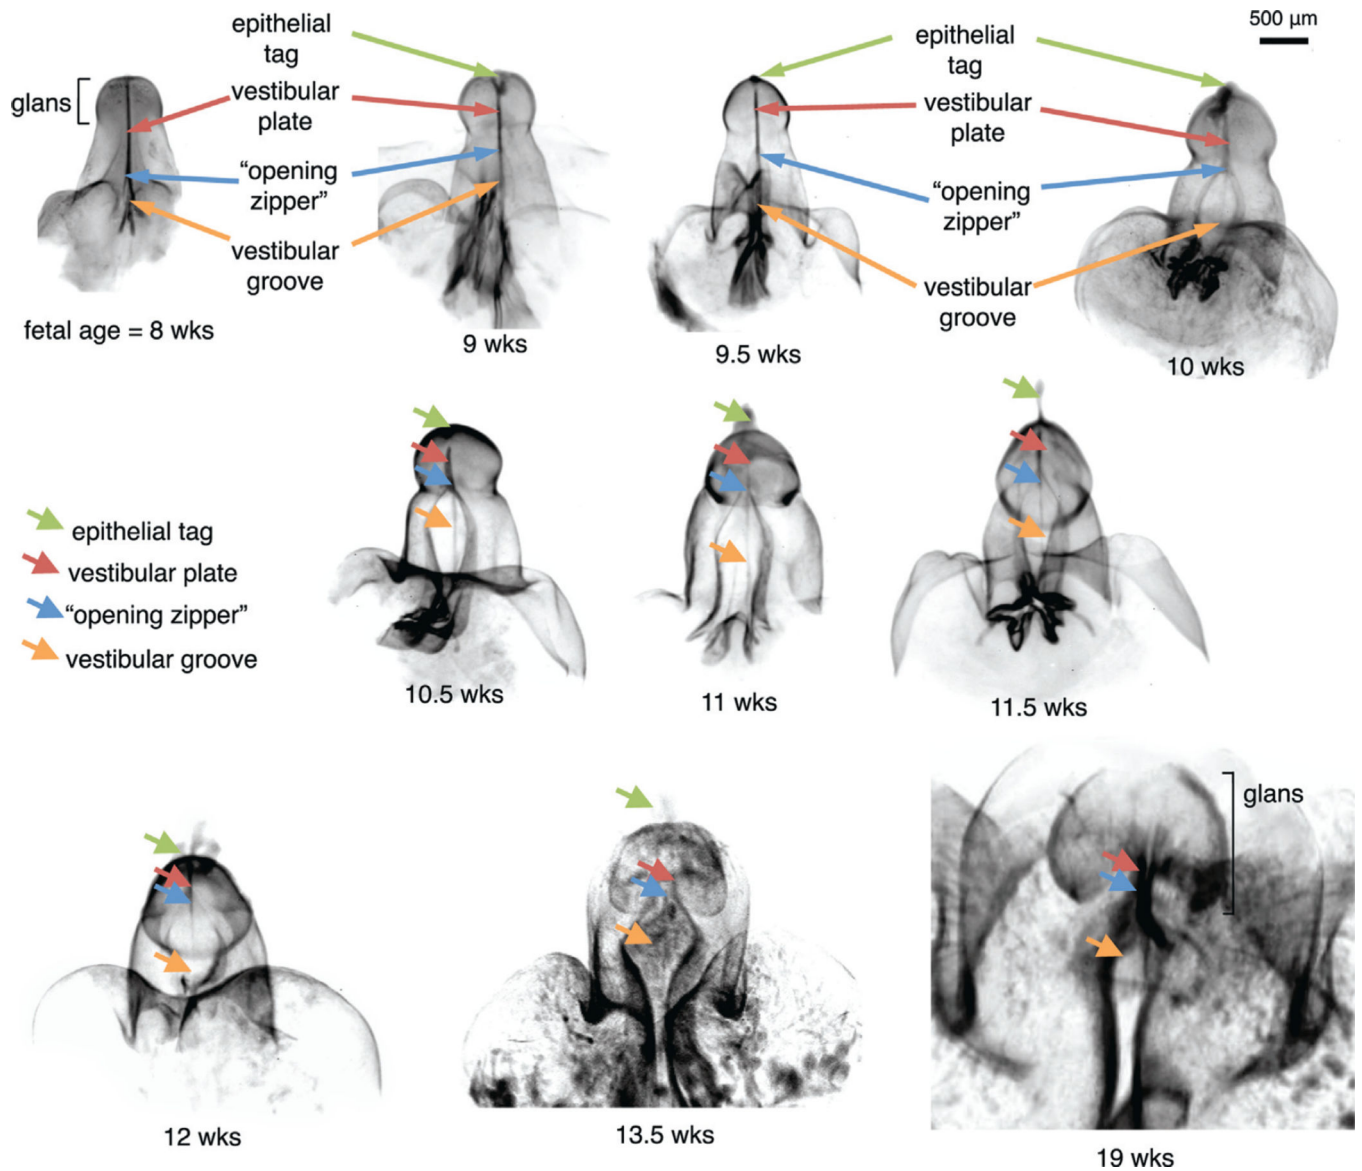 500 µm
epithelial
tag
glans
vestibular
plate
“opening
zipper”
vestibular
groove
epithelial
tag
vestibular
plate
“opening
zipper”
vestibular
groove
fetal age = 8 wks
9 wks
9.5 wks
10 wks
epithelial tag
vestibular plate
“opening zipper”
vestibular groove
10.5 wks
11 wks
11.5 wks
glans
12 wks
13.5 wks
19 wks